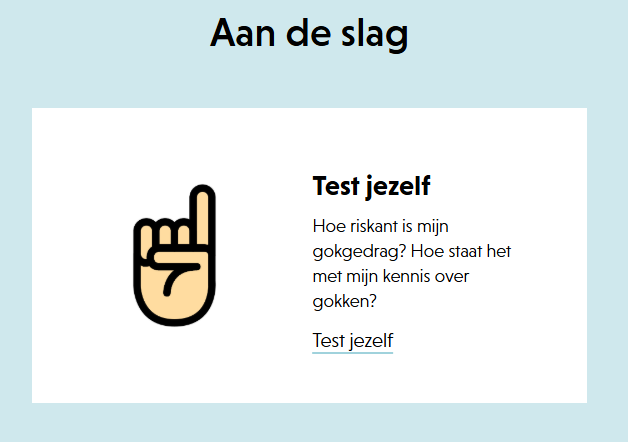 Aan de slag
Test jezelf
Hoe riskant is mijn
gokgedrag? Hoe staat het
met mijn kennis over
gokken?
Test jezelf